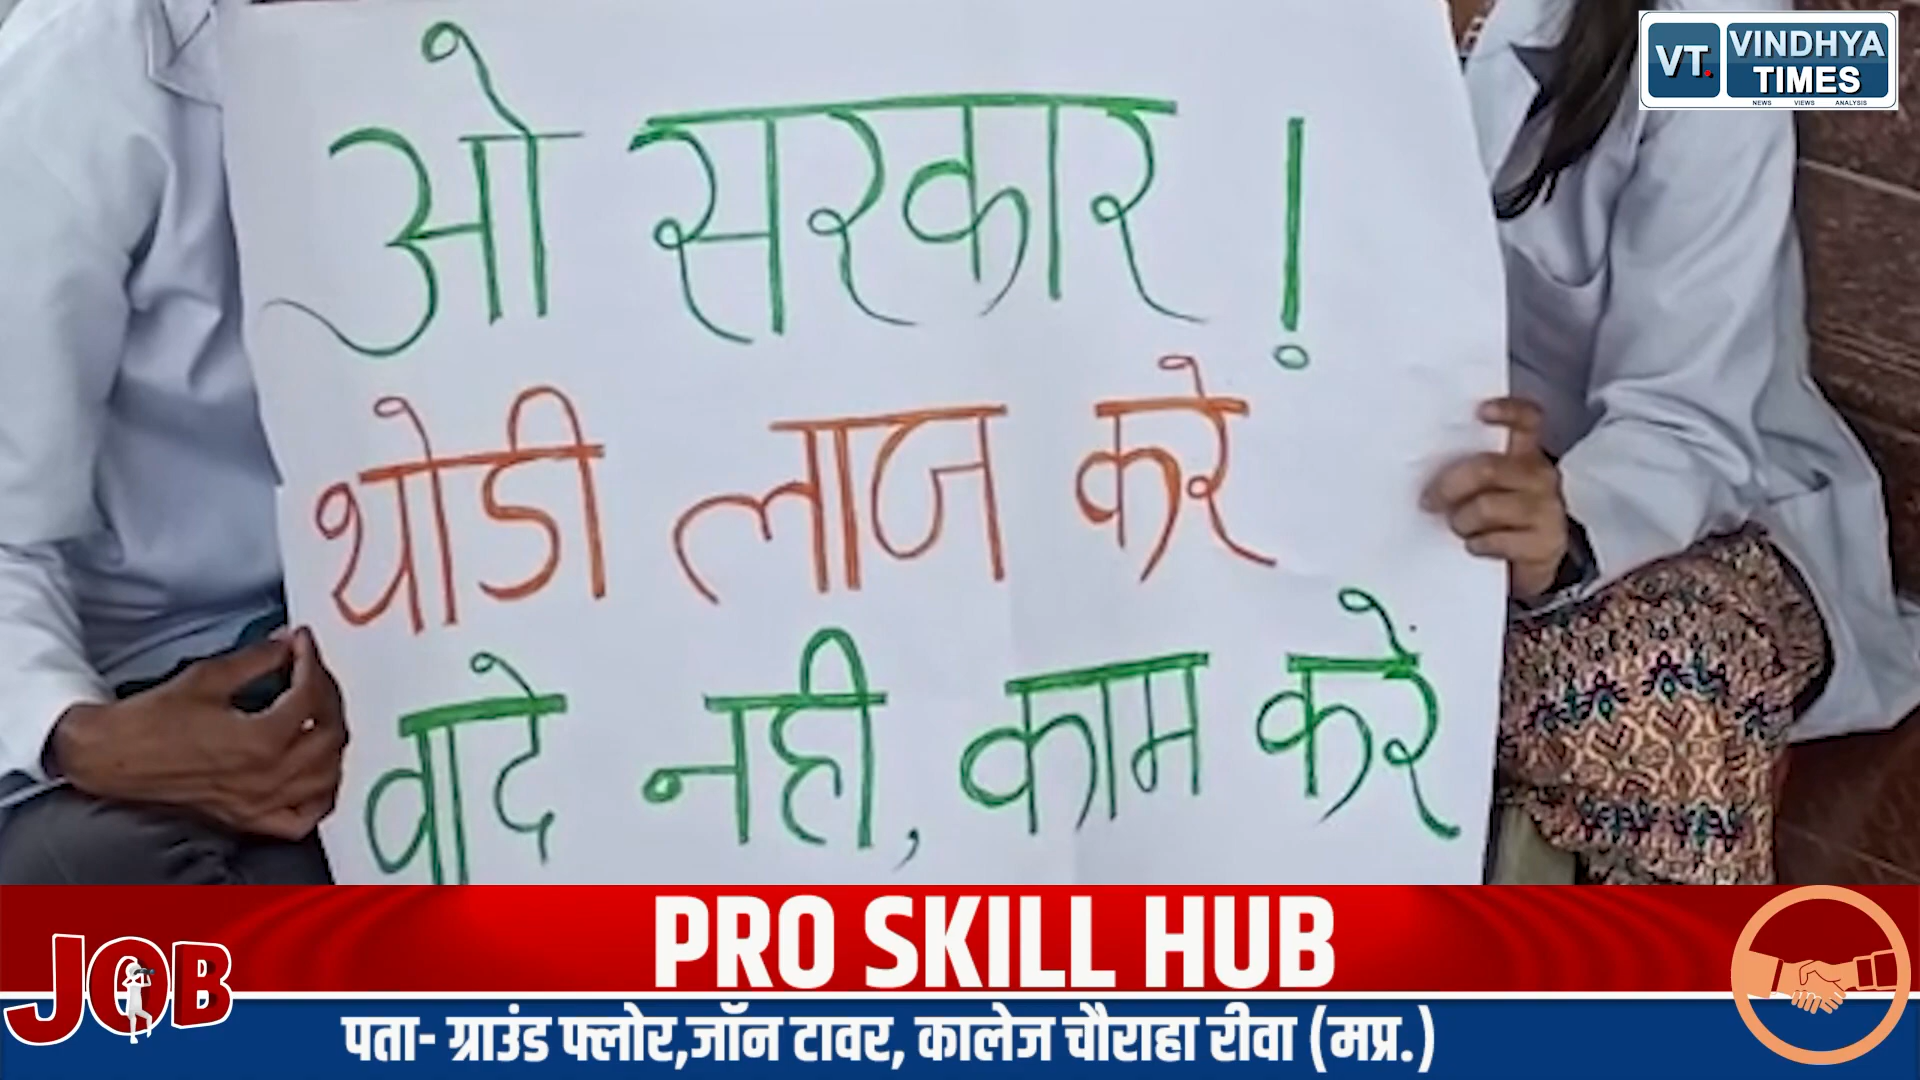 VT. VINDHYA
TIMES
NEWS VIEWS ANALYSIS
ओ सरकार !
थोडी लाज करे
वादे नही, काम करें
JOB
PRO SKILL HUB
पता- ग्राउंड फ्लोर,जॉन टावर, कालेज चौराहा रीवा (मप्र.)